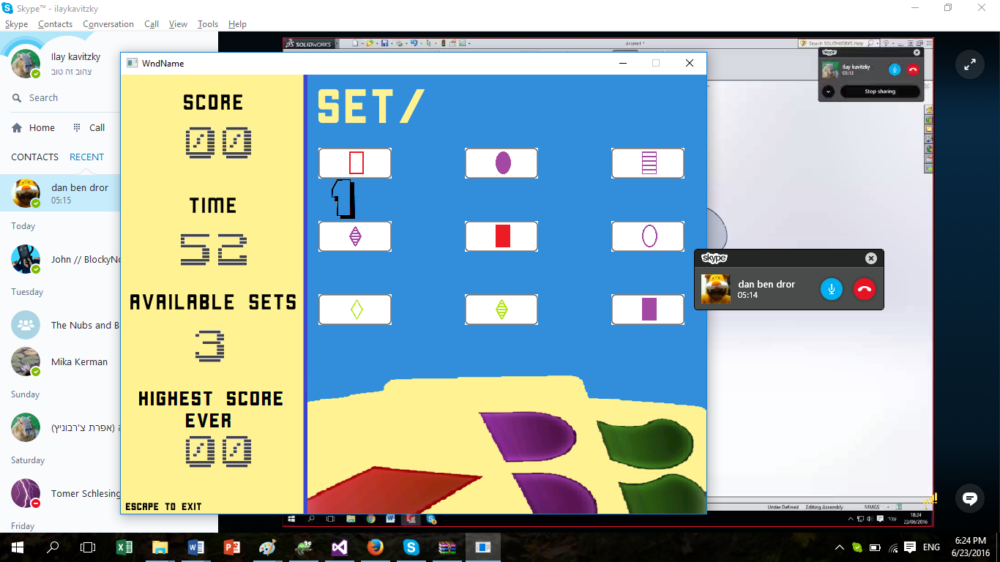 Skype™ - ilaykavitzky
Skype Contacts Conversation Call View Tools Help
Ilay kavitzky
צהוב זה טוב
Search
Home Call
CONTACTS RECENT
dan ben dror
05:15
Today
John // BlockyNo
Tuesday
The Nubs and B
Mika Kerman
Sunday
(אפרת צ'רבוניץ) ה
Saturday
Tomer Schlesing
Friday
WndName
SCORE
00
TIME
52
AVAILABLE SETS
3
HIGHEST SCORE
EVER
00
ESCAPE TO EXIT
SET/
1
SOLIDWORKS
Assem1 *
Search SOLIDWORKS Help
skype
Ilay kavitzky
05:13
Stop sharing
skype
dan ben dror
05:14
Under Defined Editing Assembly MMGS
18:24
עבר
23/06/2016
ENG
6:24 PM
6/23/2016